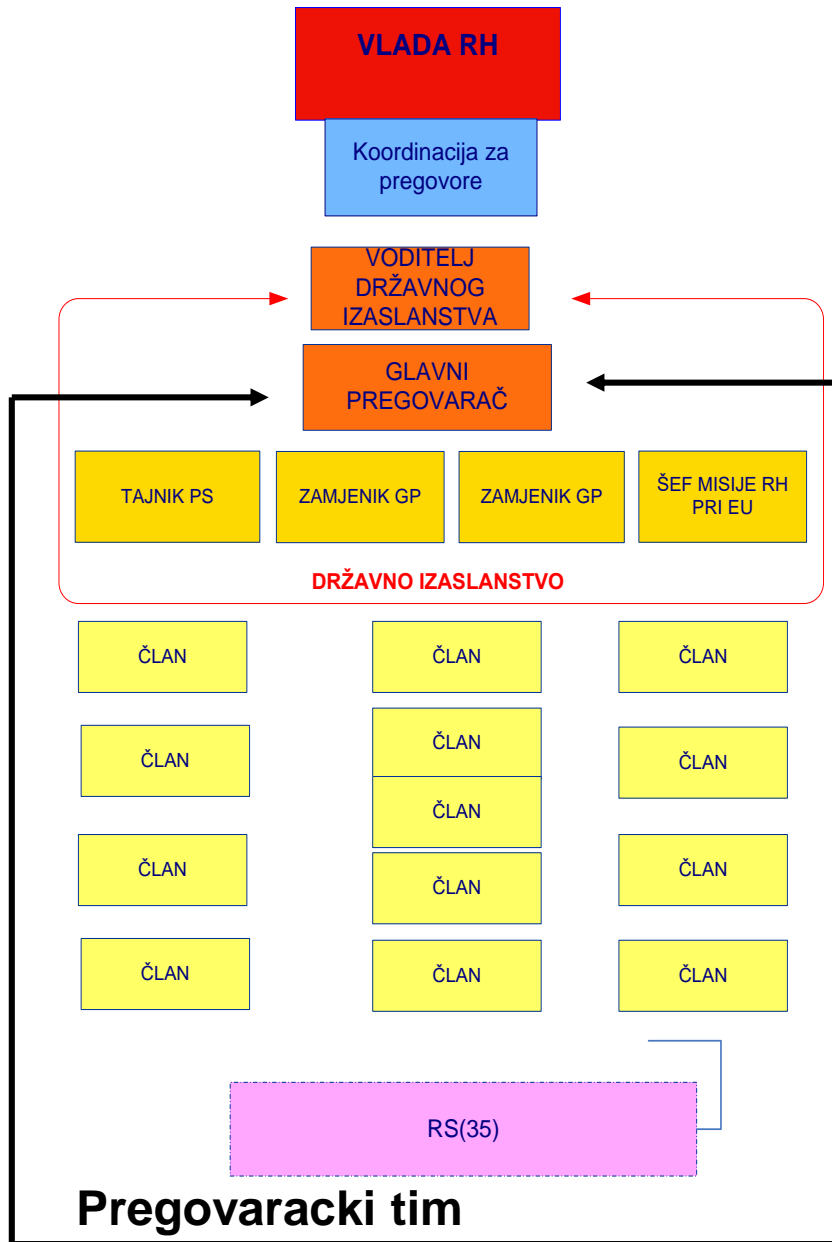 VLADA RH
Koordinacija za
pregovore
VODITELJ
DRŽAVNOG
IZASLANSTVA
GLAVNI
PREGOVARAČ
TAJNIK PS
ZAMJENIK GP
ZAMJENIK GP
ŠEF MISIJE RH
PRI EU
DRŽAVNO IZASLANSTVO
ČLAN
ČLAN
ČLAN
ČLAN
ČLAN
ČLAN
ČLAN
ČLAN
ČLAN
ČLAN
ČLAN
ČLAN
ČLAN
RS(35)
Pregovaracki tim